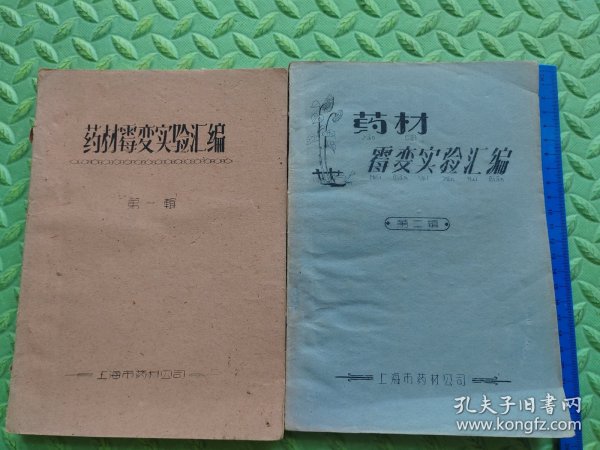 药材霉变实验汇编
第一辑
上海市药材公司
药材
霉变实验汇编
第二辑
上海市药材公司
孔夫子旧书网
www.kongfz.com